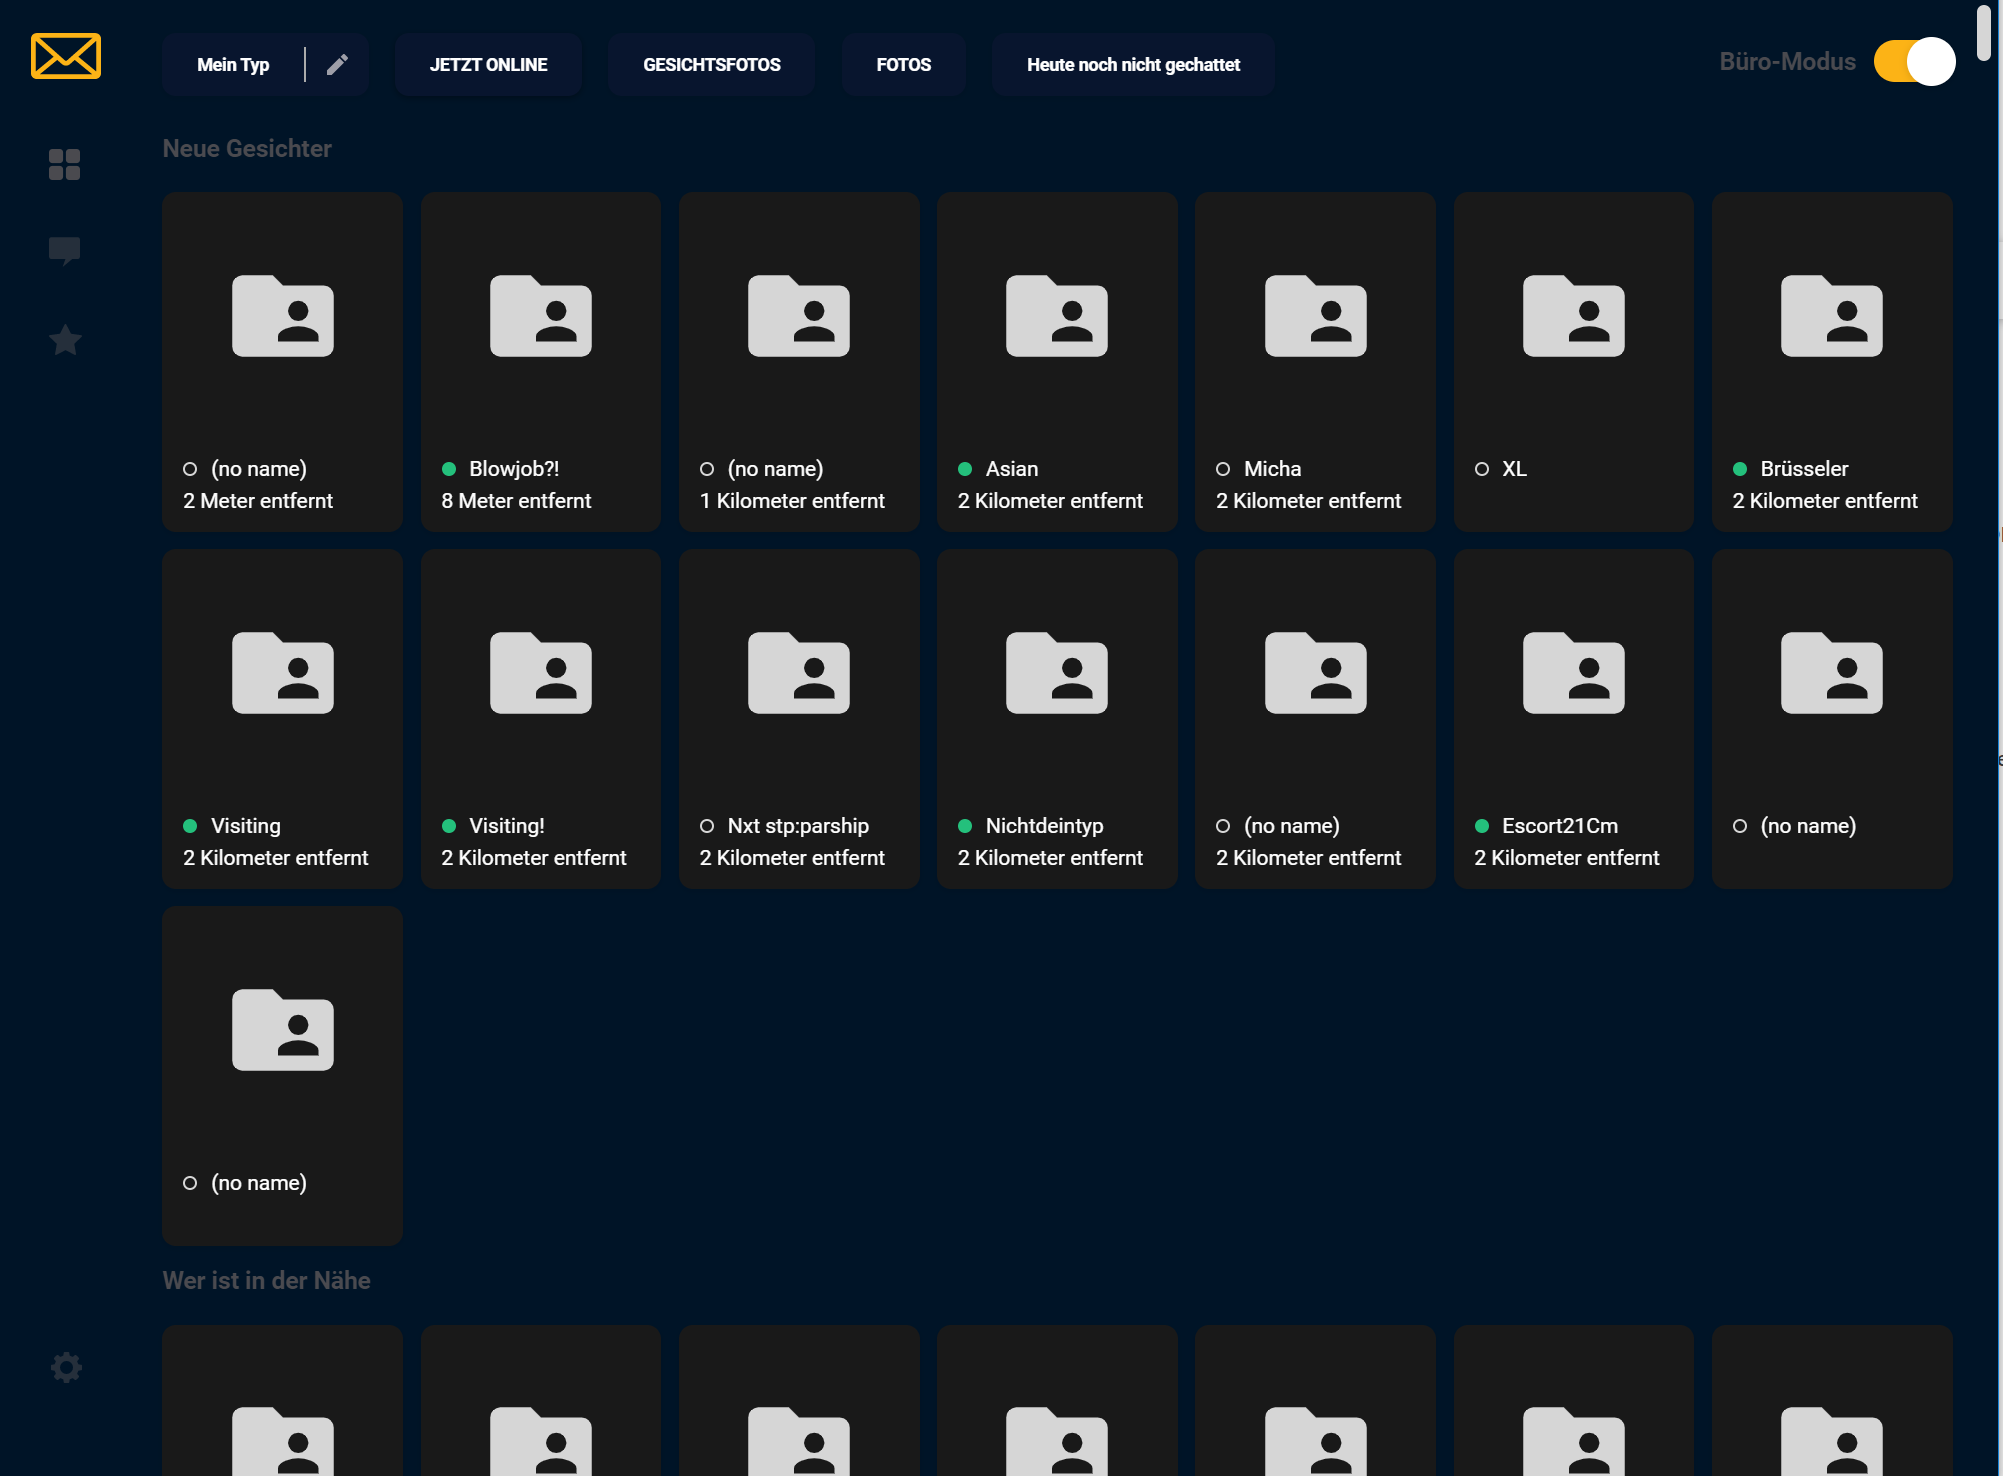 Mein Typ
JETZT ONLINE
GESICHTSFOTOS
FOTOS
Heute noch nicht gechattet
Büro-Modus
Neue Gesichter
(no name)
2 Meter entfernt
Blowjob?!
8 Meter entfernt
(no name)
1 Kilometer entfernt
Asian
2 Kilometer entfernt
Micha
2 Kilometer entfernt
XL
Brüsseler
2 Kilometer entfernt
Visiting
2 Kilometer entfernt
Visiting!
2 Kilometer entfernt
Nxt stp:parship
2 Kilometer entfernt
Nichtdeintyp
2 Kilometer entfernt
(no name)
2 Kilometer entfernt
Escort21Cm
2 Kilometer entfernt
(no name)
(no name)
Wer ist in der Nähe